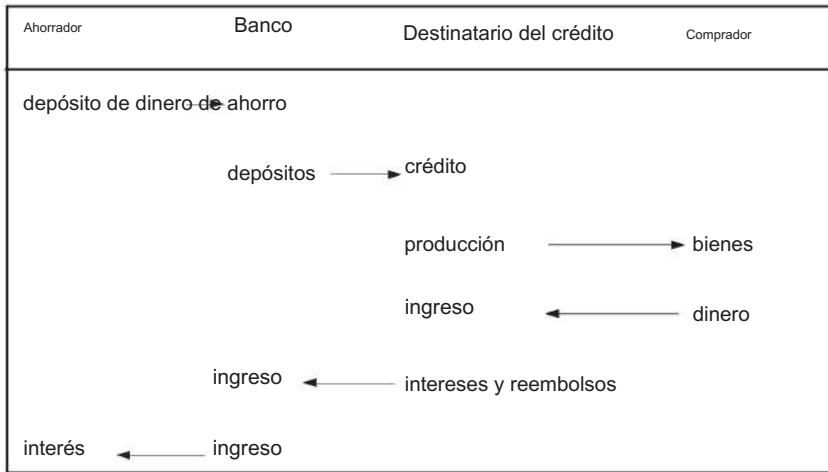 Ahorrador Banco Destinatario del crédito Comprador
depósito de dinero de ahorro
depósitos crédito
producción bienes
ingreso dinero
ingreso intereses y reembolsos
interés ingreso